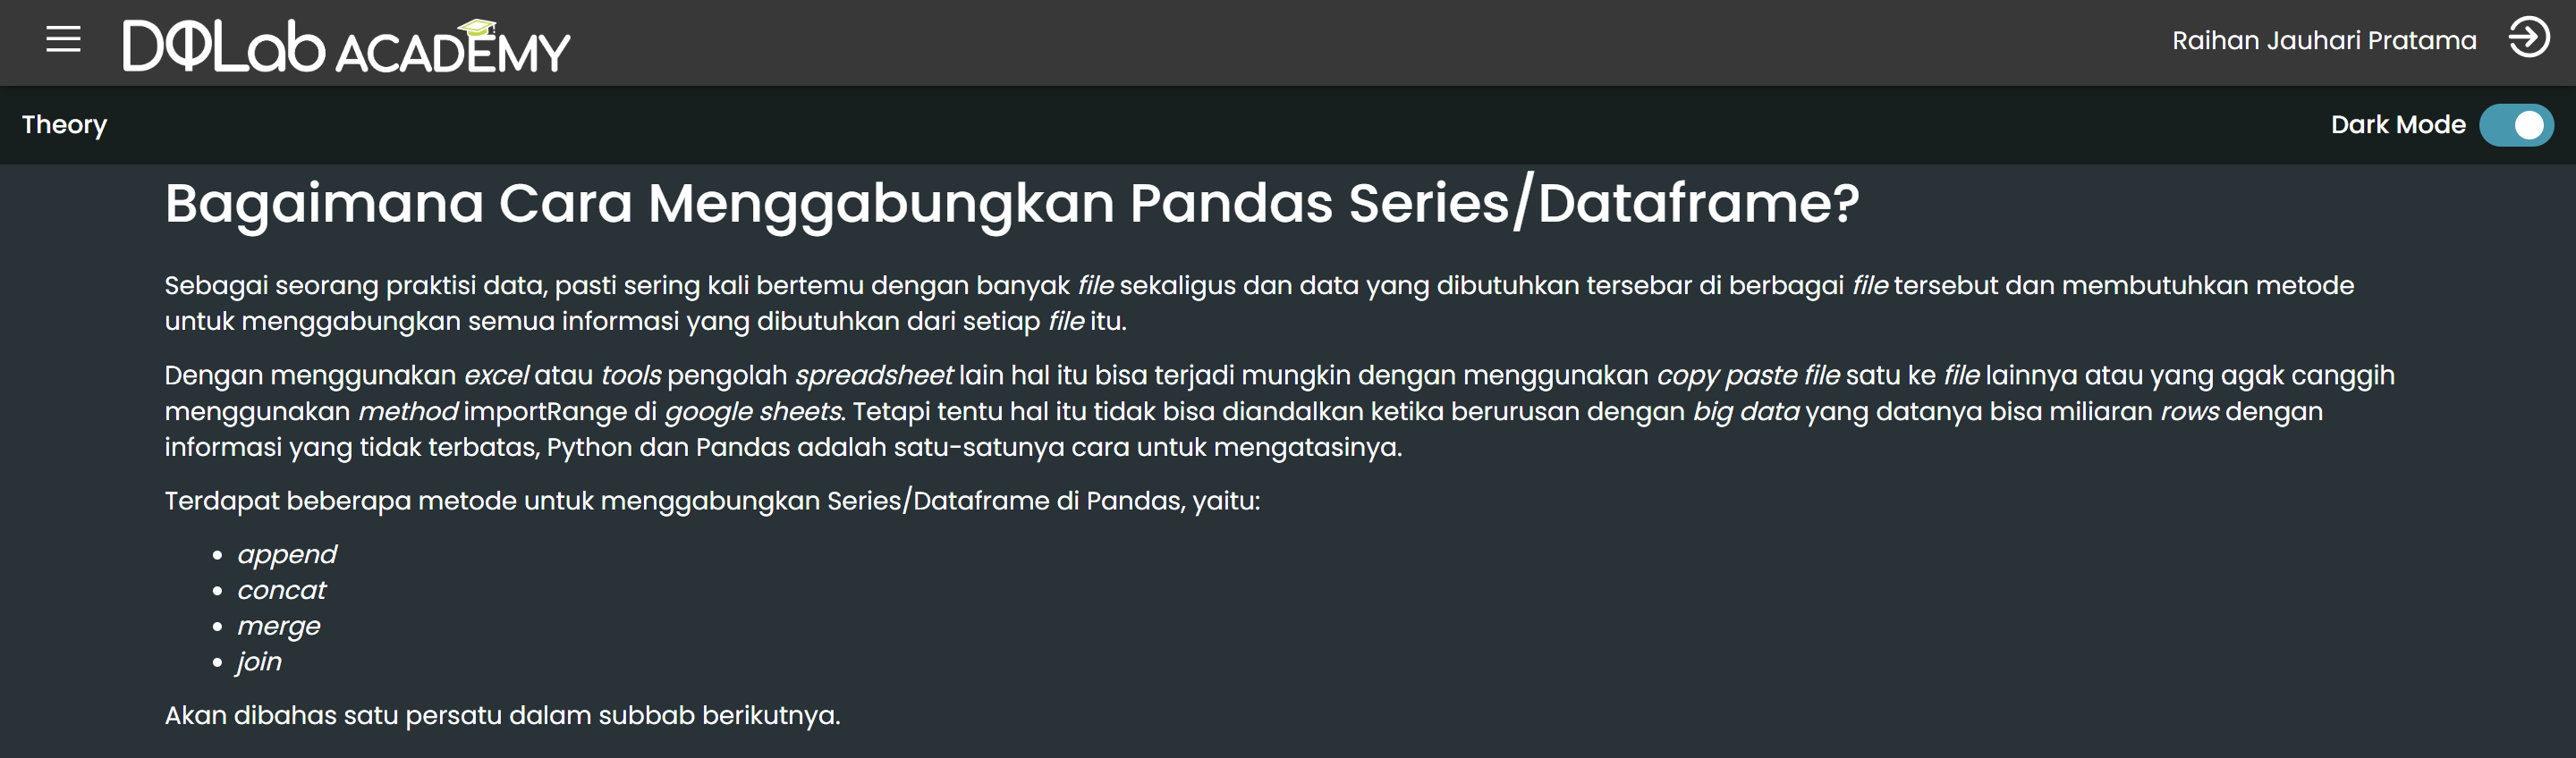 DQLab ACADEMY
Raihan Jauhari Pratama
Theory
Dark Mode
Bagaimana Cara Menggabungkan Pandas Series/Dataframe?
Sebagai seorang praktisi data, pasti sering kali bertemu dengan banyak file sekaligus dan data yang dibutuhkan tersebar di berbagai file tersebut dan membutuhkan metode
untuk menggabungkan semua informasi yang dibutuhkan dari setiap file itu.
Dengan menggunakan excel atau tools pengolah spreadsheet lain hal itu bisa terjadi mungkin dengan menggunakan copy paste file satu ke file lainnya atau yang agak canggih
menggunakan method importRange di google sheets. Tetapi tentu hal itu tidak bisa diandalkan ketika berurusan dengan big data yang datanya bisa miliaran rows dengan
informasi yang tidak terbatas, Python dan Pandas adalah satu-satunya cara untuk mengatasinya.
Terdapat beberapa metode untuk menggabungkan Series/Dataframe di Pandas, yaitu:
• append
• concat
• merge
• join
Akan dibahas satu persatu dalam subbab berikutnya.